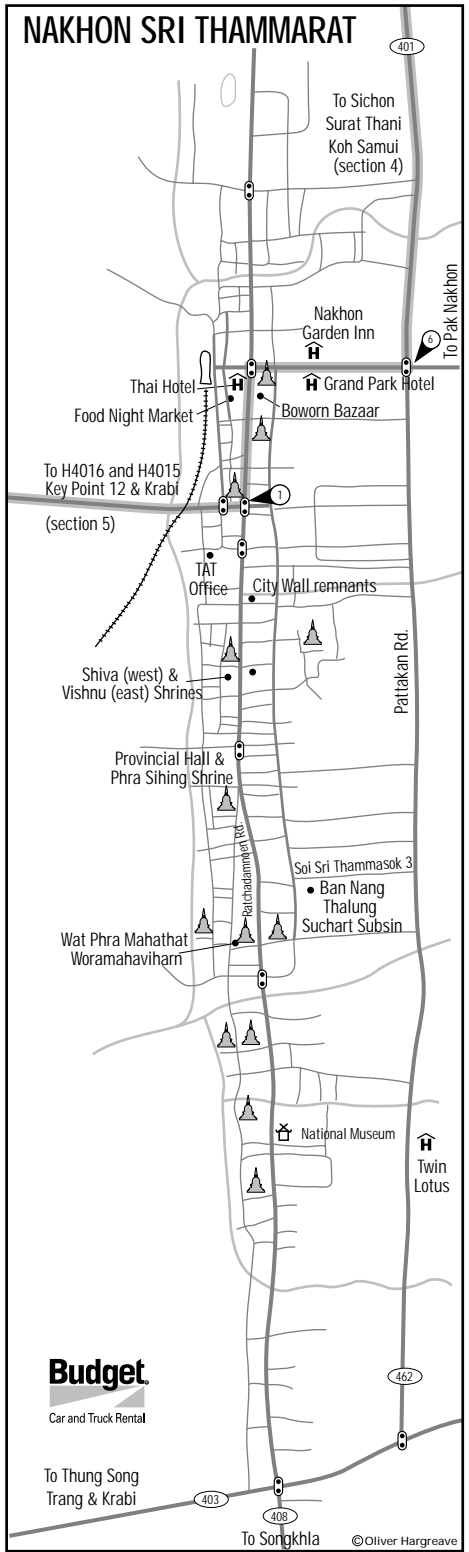 NAKHON SRI THAMMARAT
401
To Sichon
Surat Thani
Koh Samui
(section 4)
To Pak Nakhon
Nakhon
Garden Inn
6
Thai Hotel
Grand Park Hotel
Food Night Market
Boworn Bazaar
To H4016 and H4015
Key Point 12 & Krabi
(section 5)
1
TAT
Office
City Wall remnants
Pattakan Rd.
Shiva (west) &
Vishnu (east) Shrines
Provincial Hall &
Phra Sihing Shrine
Ratchadamnoen Rd.
Soi Sri Thammasok 3
Ban Nang
Thalung
Suchart Subsin
Wat Phra Mahathat
Woramahaviharn
National Museum
Twin
Lotus
Budget.
Car and Truck Rental
462
To Thung Song
Trang & Krabi
403
408
To Songkhla
©Oliver Hargreave